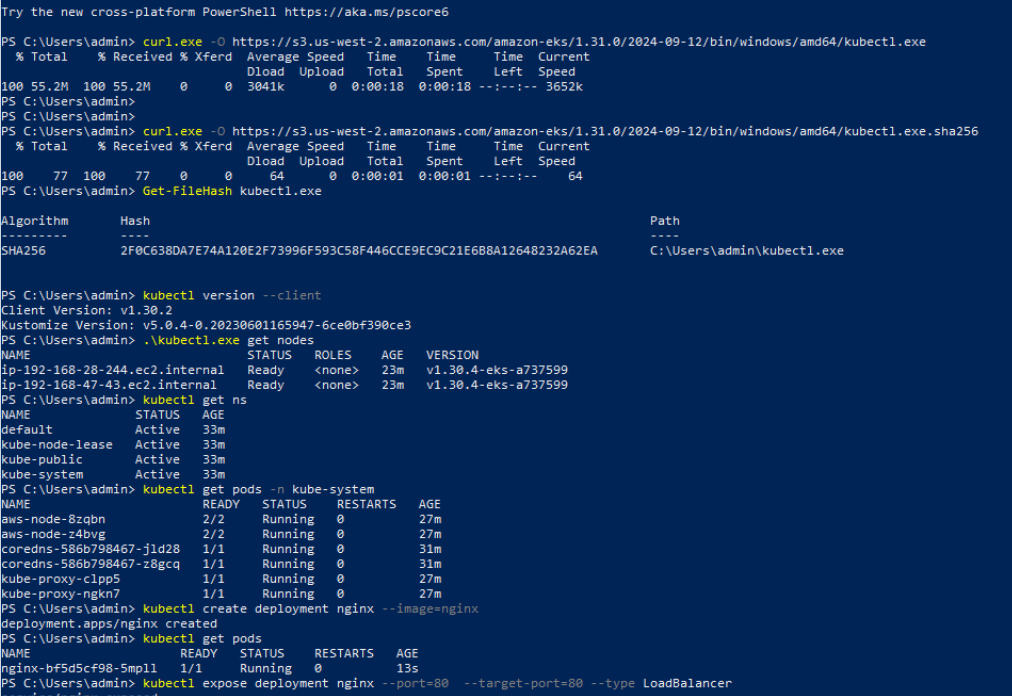 Try the new cross-platform PowerShell https://aka.ms/pscore6
PS C:\Users\admin> curl.exe -O https://s3.us-west-2.amazonaws.com/amazon-eks/1.31.0/2024-09-12/bin/windows/amd64/kubectl.exe
% Total % Received % Xferd Average Speed Time Time Time Current
Dload Upload Total Spent Left Speed
100 55.2M 100 55.2M 0 0 3041k 0 0:00:18 0:00:18 --:--:-- 3652k
PS C:\Users\admin>
PS C:\Users\admin>
PS C:\Users\admin> curl.exe -O https://s3.us-west-2.amazonaws.com/amazon-eks/1.31.0/2024-09-12/bin/windows/amd64/kubectl.exe.sha256
% Total % Received % Xferd Average Speed Time Time Time Current
Dload Upload Total Spent Left Speed
100 77 100 77 0 0 64 0 0:00:01 0:00:01 --:--:-- 64
PS C:\Users\admin> Get-FileHash kubectl.exe
Algorithm Hash Path
--------- ---- ----
SHA256 2F0C638DA7E74A120E2F73996F593C58F446CCE9EC9C21E6B8A12648232A62EA C:\Users\admin\kubectl.exe
PS C:\Users\admin> kubectl version --client
Client Version: v1.30.2
Kustomize Version: v5.0.4-0.20230601165947-6ce0bf390ce3
PS C:\Users\admin> .\kubectl.exe get nodes
NAME STATUS ROLES AGE VERSION
ip-192-168-28-244.ec2.internal Ready <none> 23m v1.30.4-eks-a737599
ip-192-168-47-43.ec2.internal Ready <none> 23m v1.30.4-eks-a737599
PS C:\Users\admin> kubectl get ns
NAME STATUS AGE
default Active 33m
kube-node-lease Active 33m
kube-public Active 33m
kube-system Active 33m
PS C:\Users\admin> kubectl get pods -n kube-system
NAME READY STATUS RESTARTS AGE
aws-node-8zqbn 2/2 Running 0 27m
aws-node-z4bvg 2/2 Running 0 27m
coredns-586b798467-jld28 1/1 Running 0 31m
coredns-586b798467-z8gcq 1/1 Running 0 31m
kube-proxy-clpp5 1/1 Running 0 27m
kube-proxy-ngkn7 1/1 Running 0 27m
PS C:\Users\admin> kubectl create deployment nginx --image=nginx
deployment.apps/nginx created
PS C:\Users\admin> kubectl get pods
NAME READY STATUS RESTARTS AGE
nginx-bf5d5cf98-5mpll 1/1 Running 0 13s
PS C:\Users\admin> kubectl expose deployment nginx --port=80 --target-port=80 --type LoadBalancer